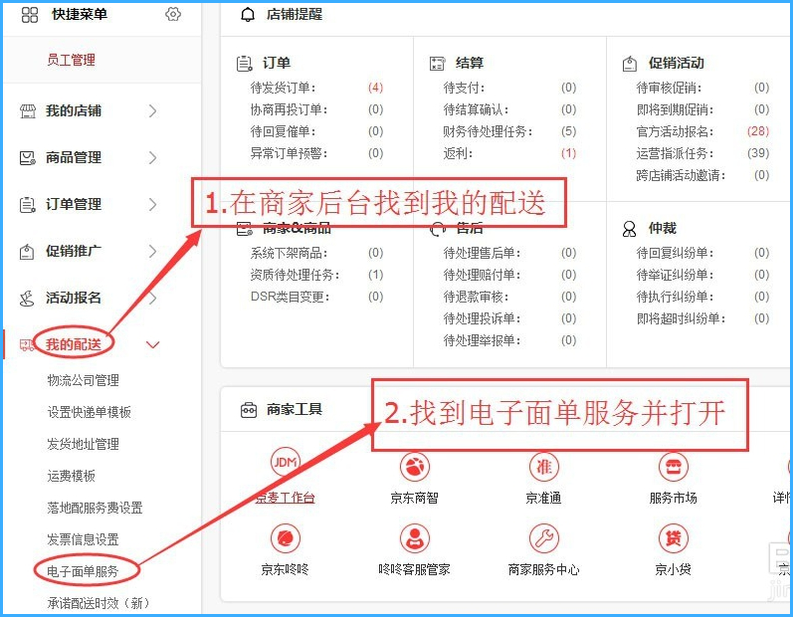 快捷菜单
员工管理
我的店铺
商品管理
订单管理
促销推广
活动报名
我的配送
物流公司管理
设置快递单模板
发货地址管理
运费模板
落地配服务费设置
发票信息设置
电子面单服务
承诺配送时效（新）
店铺提醒
订单
待发货订单： (4)
协商再投订单： (0)
待回复催单： (0)
异常订单预警： (0)
结算
待支付： (0)
待结算确认： (0)
财务待处理任务： (5)
返利： (1)
促销活动
待审核促销： (0)
即将到期促销： (0)
官方活动报名： (28)
运营指派任务： (39)
跨店铺活动邀请： (0)
1.在商家后台找到我的配送
商家&商品
系统下架商品： (0)
资质待处理任务： (1)
DSR类目变更： (0)
售后
待处理售后单： (0)
待处理赔付单： (0)
待退款审核： (0)
待处理投诉单： (0)
待处理举报单： (0)
仲裁
待回复纠纷单： (0)
待举证纠纷单： (0)
待执行纠纷单： (0)
即将超时纠纷单： (0)
商家工具
2.找到电子面单服务并打开
JDM
准
京麦工作台
京东商智
京准通
服务市场
详情
贷
京东咚咚
咚咚客服管家
商家服务中心
京小贷
京